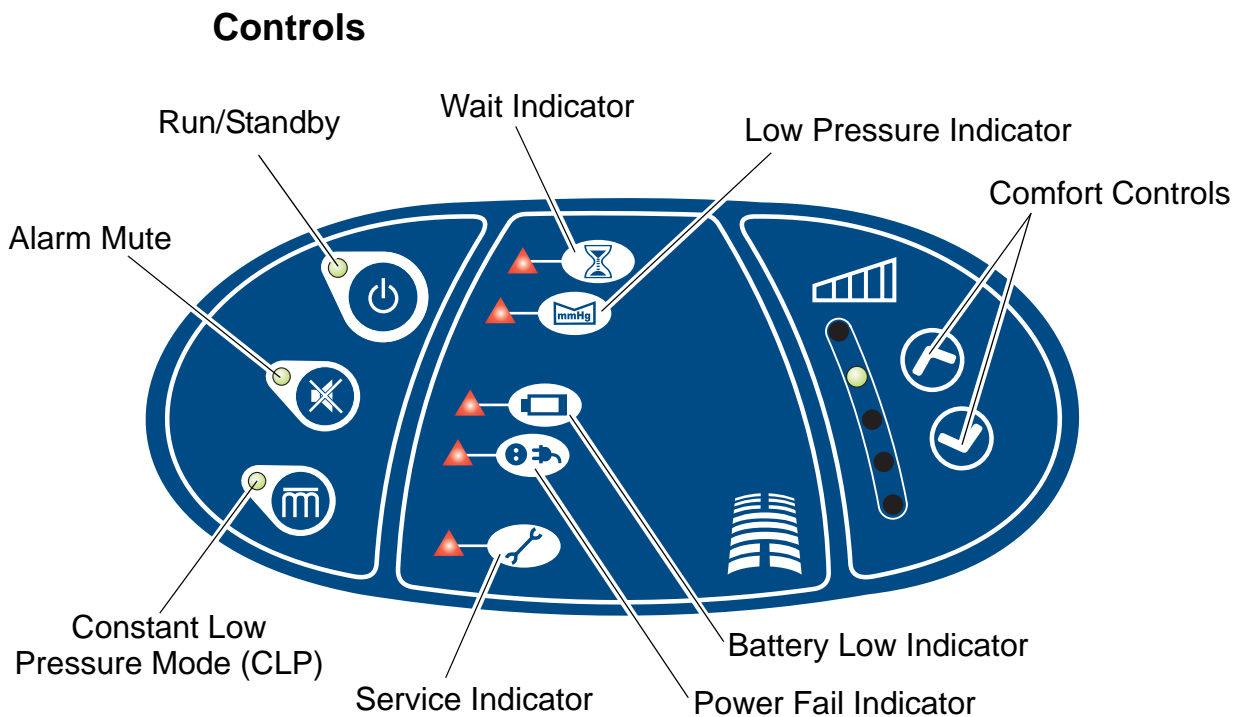 Controls
Wait Indicator
Run/Standby
Low Pressure Indicator
Comfort Controls
Alarm Mute
mmHg
Constant Low
Pressure Mode (CLP)
Battery Low Indicator
Service Indicator
Power Fail Indicator